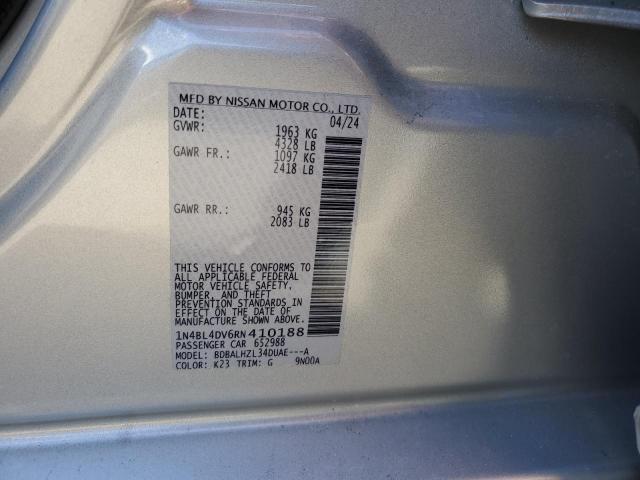 MFD BY NISSAN MOTOR CO., LTD.
DATE: 04/24
GVWR: 1963 KG
4328 LB
GAWR FR.: 1097 KG
2418 LB
GAWR RR.: 945 KG
2083 LB
THIS VEHICLE CONFORMS TO
ALL APPLICABLE FEDERAL
MOTOR VEHICLE SAFETY,
BUMPER, AND THEFT
PREVENTION STANDARDS IN
EFFECT ON THE DATE OF
MANUFACTURE SHOWN ABOVE.
1N4BL4DV6RN410188
PASSENGER CAR 652988
MODEL: BDBALHZL34DUAE---A
COLOR: K23 TRIM: G 9N00A